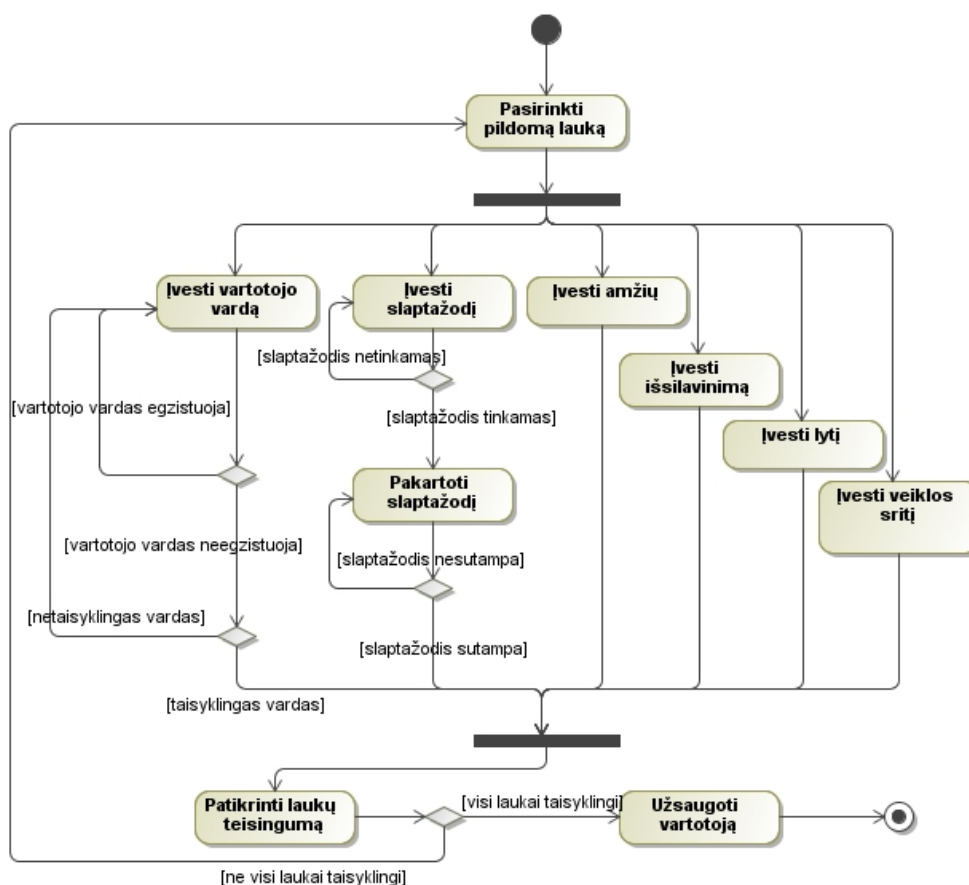 Pasirinkti
pildomą lauką
Įvesti vartotojo
vardą
Įvesti
slaptažodį
Įvesti amžių
[slaptažodis netinkamas]
Įvesti
išsilavinimą
[vartotojo vardas egzistuoja]
[slaptažodis tinkamas]
Įvesti lytį
Pakartoti
slaptažodį
Įvesti veiklos
sritį
[vartotojo vardas neegzistuoja]
[slaptažodis nesutampa]
[netaisyklingas vardas]
[slaptažodis sutampa]
[taisyklingas vardas]
Patikrinti laukų
teisingumą
[visi laukai taisyklingi]
Užsaugoti
vartotoją
[ne visi laukai taisyklingi]